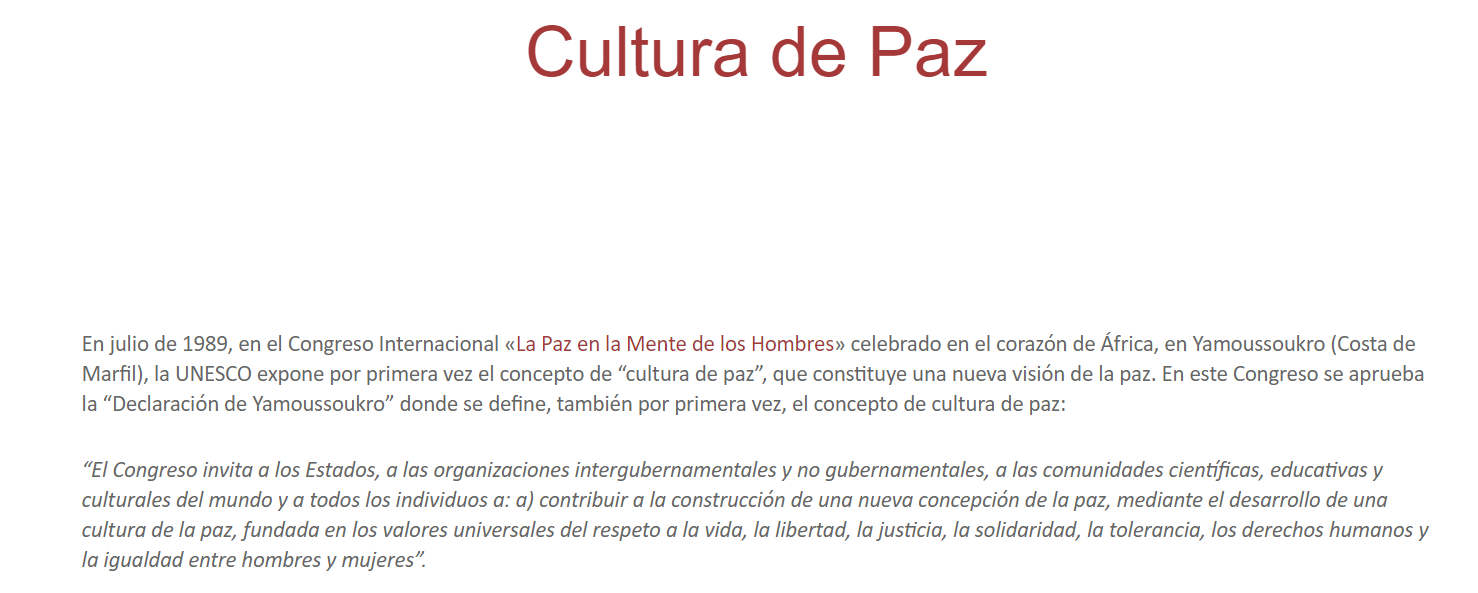 Cultura de Paz
En julio de 1989, en el Congreso Internacional «La Paz en la Mente de los Hombres» celebrado en el corazón de África, en Yamoussoukro (Costa de
Marfil), la UNESCO expone por primera vez el concepto de “cultura de paz”, que constituye una nueva visión de la paz. En este Congreso se aprueba
la “Declaración de Yamoussoukro” donde se define, también por primera vez, el concepto de cultura de paz:
“El Congreso invita a los Estados, a las organizaciones intergubernamentales y no gubernamentales, a las comunidades científicas, educativas y
culturales del mundo y a todos los individuos a: a) contribuir a la construcción de una nueva concepción de la paz, mediante el desarrollo de una
cultura de la paz, fundada en los valores universales del respeto a la vida, la libertad, la justicia, la solidaridad, la tolerancia, los derechos humanos y
la igualdad entre hombres y mujeres”.